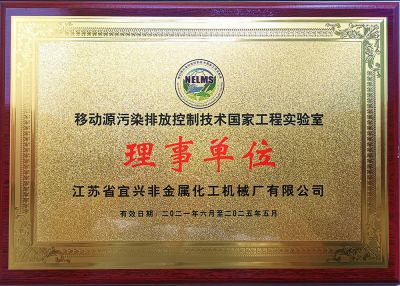 NELMS
移动源污染排放控制技术国家工程实验室
理事单位
江苏省宜兴非金属化工机械厂有限公司
有效日期:二〇二一年六月至二〇二五年五月